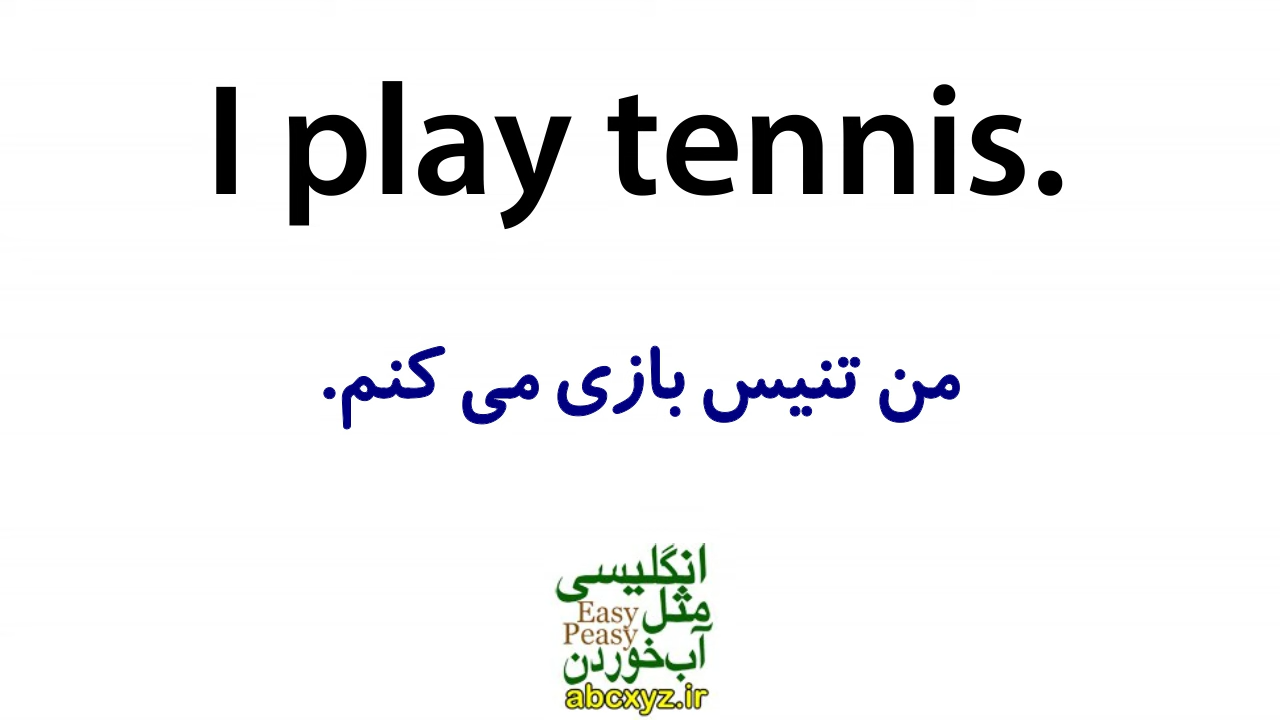 I play tennis.
من تنیس بازی می کنم.
انگلیسی
مثل Easy
Peasy
آب خوردن
abcxyz.ir